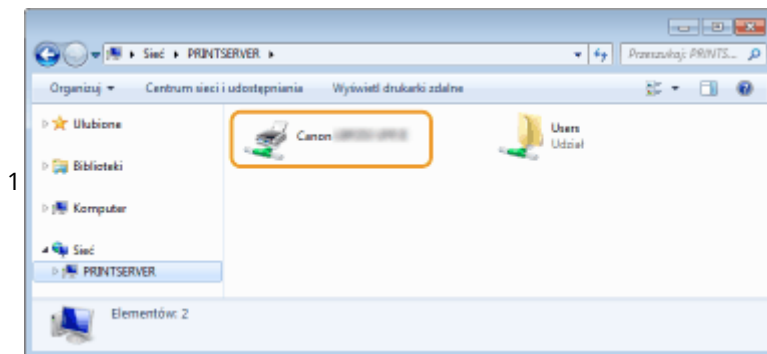 Sieć ▸ PRINTSERVER ▸
Przeszukaj: PRINTS...
Organizuj
Centrum sieci i udostępniania
Wyświetl drukarki zdalne
Ulubione
Canon
Users
Udział
Biblioteki
1
Komputer
Sieć
PRINTSERVER
Elementów: 2